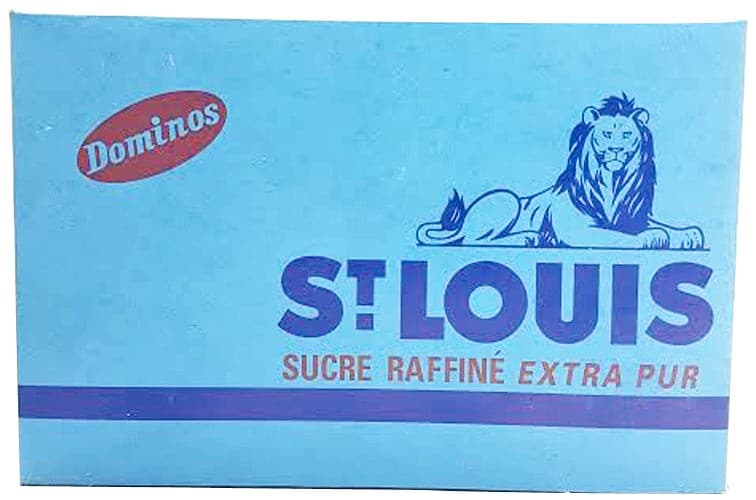 Dominos
ST LOUIS
SUCRE RAFFINÉ EXTRA PUR